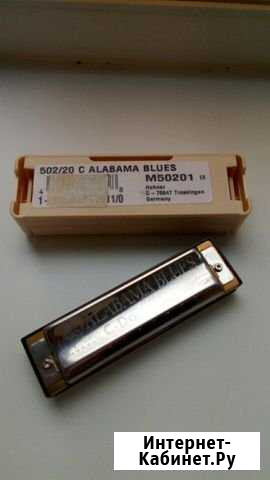 502/20 C ALABAMA BLUES
M50201
Hohner
D - 78647 Trossingen
Germany
ALABAMA BLUES
Интернет-
Кабинет.Ру